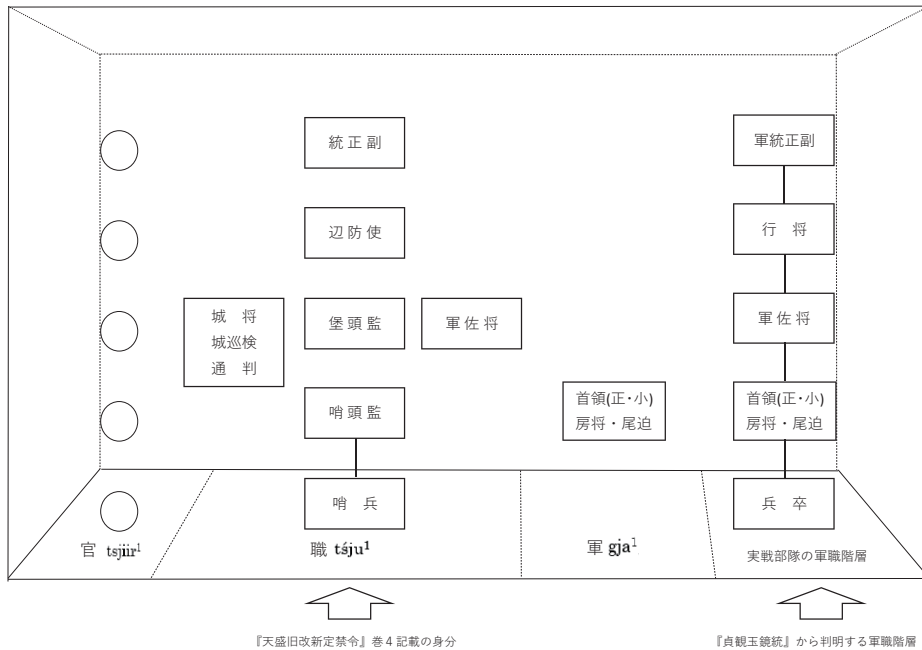 統正副
軍統正副
辺防使
行 将
城 将
城巡検
通 判
堡頭監
軍佐将
軍佐将
哨頭監
首領(正・小)
房将・尾迫
首領(正・小)
房将・尾迫
哨 兵
兵 卒
官 tsjiir¹
職 tśju¹
軍 gja¹
実戦部隊の軍職階層
『天盛旧改新定禁令』巻4記載の身分
『貞観玉鏡統』から判明する軍職階層